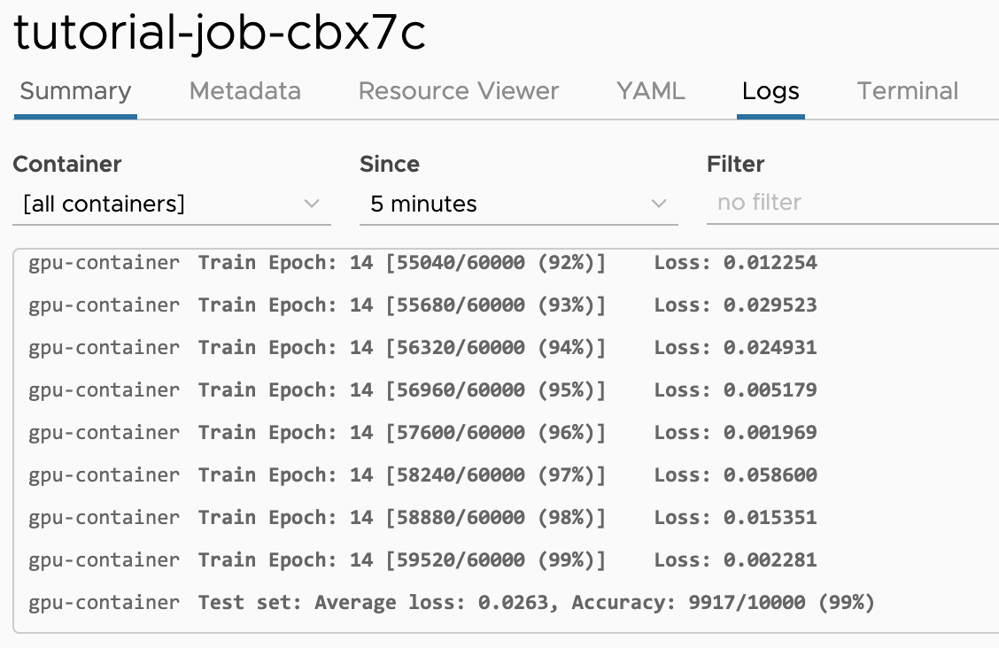 tutorial-job-cbx7c
Summary Metadata Resource Viewer YAML Logs Terminal
Container Since Filter
[all containers] 5 minutes no filter
gpu-container Train Epoch: 14 [55040/60000 (92%)] Loss: 0.012254
gpu-container Train Epoch: 14 [55680/60000 (93%)] Loss: 0.029523
gpu-container Train Epoch: 14 [56320/60000 (94%)] Loss: 0.024931
gpu-container Train Epoch: 14 [56960/60000 (95%)] Loss: 0.005179
gpu-container Train Epoch: 14 [57600/60000 (96%)] Loss: 0.001969
gpu-container Train Epoch: 14 [58240/60000 (97%)] Loss: 0.058600
gpu-container Train Epoch: 14 [58880/60000 (98%)] Loss: 0.015351
gpu-container Train Epoch: 14 [59520/60000 (99%)] Loss: 0.002281
gpu-container Test set: Average loss: 0.0263, Accuracy: 9917/10000 (99%)